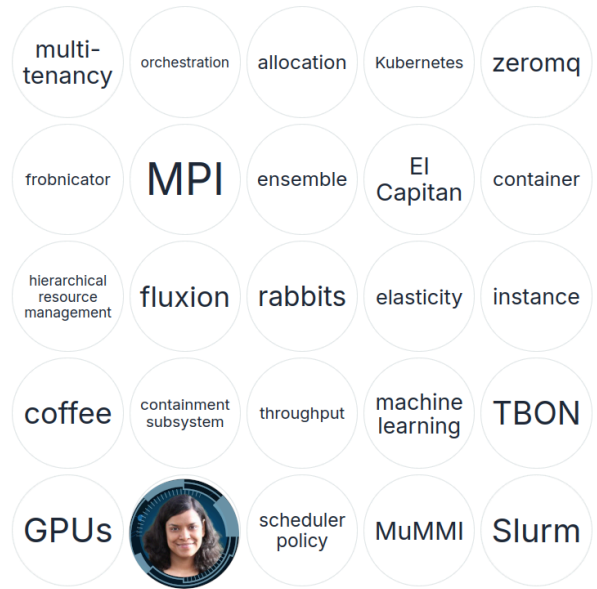 multi-
tenancy
orchestration
allocation
Kubernetes
zeromq
frobnicator
MPI
ensemble
El
Capitan
container
hierarchical
resource
management
fluxion
rabbits
elasticity
instance
coffee
containment
subsystem
throughput
machine
learning
TBON
GPUs
scheduler
policy
MuMMI
Slurm